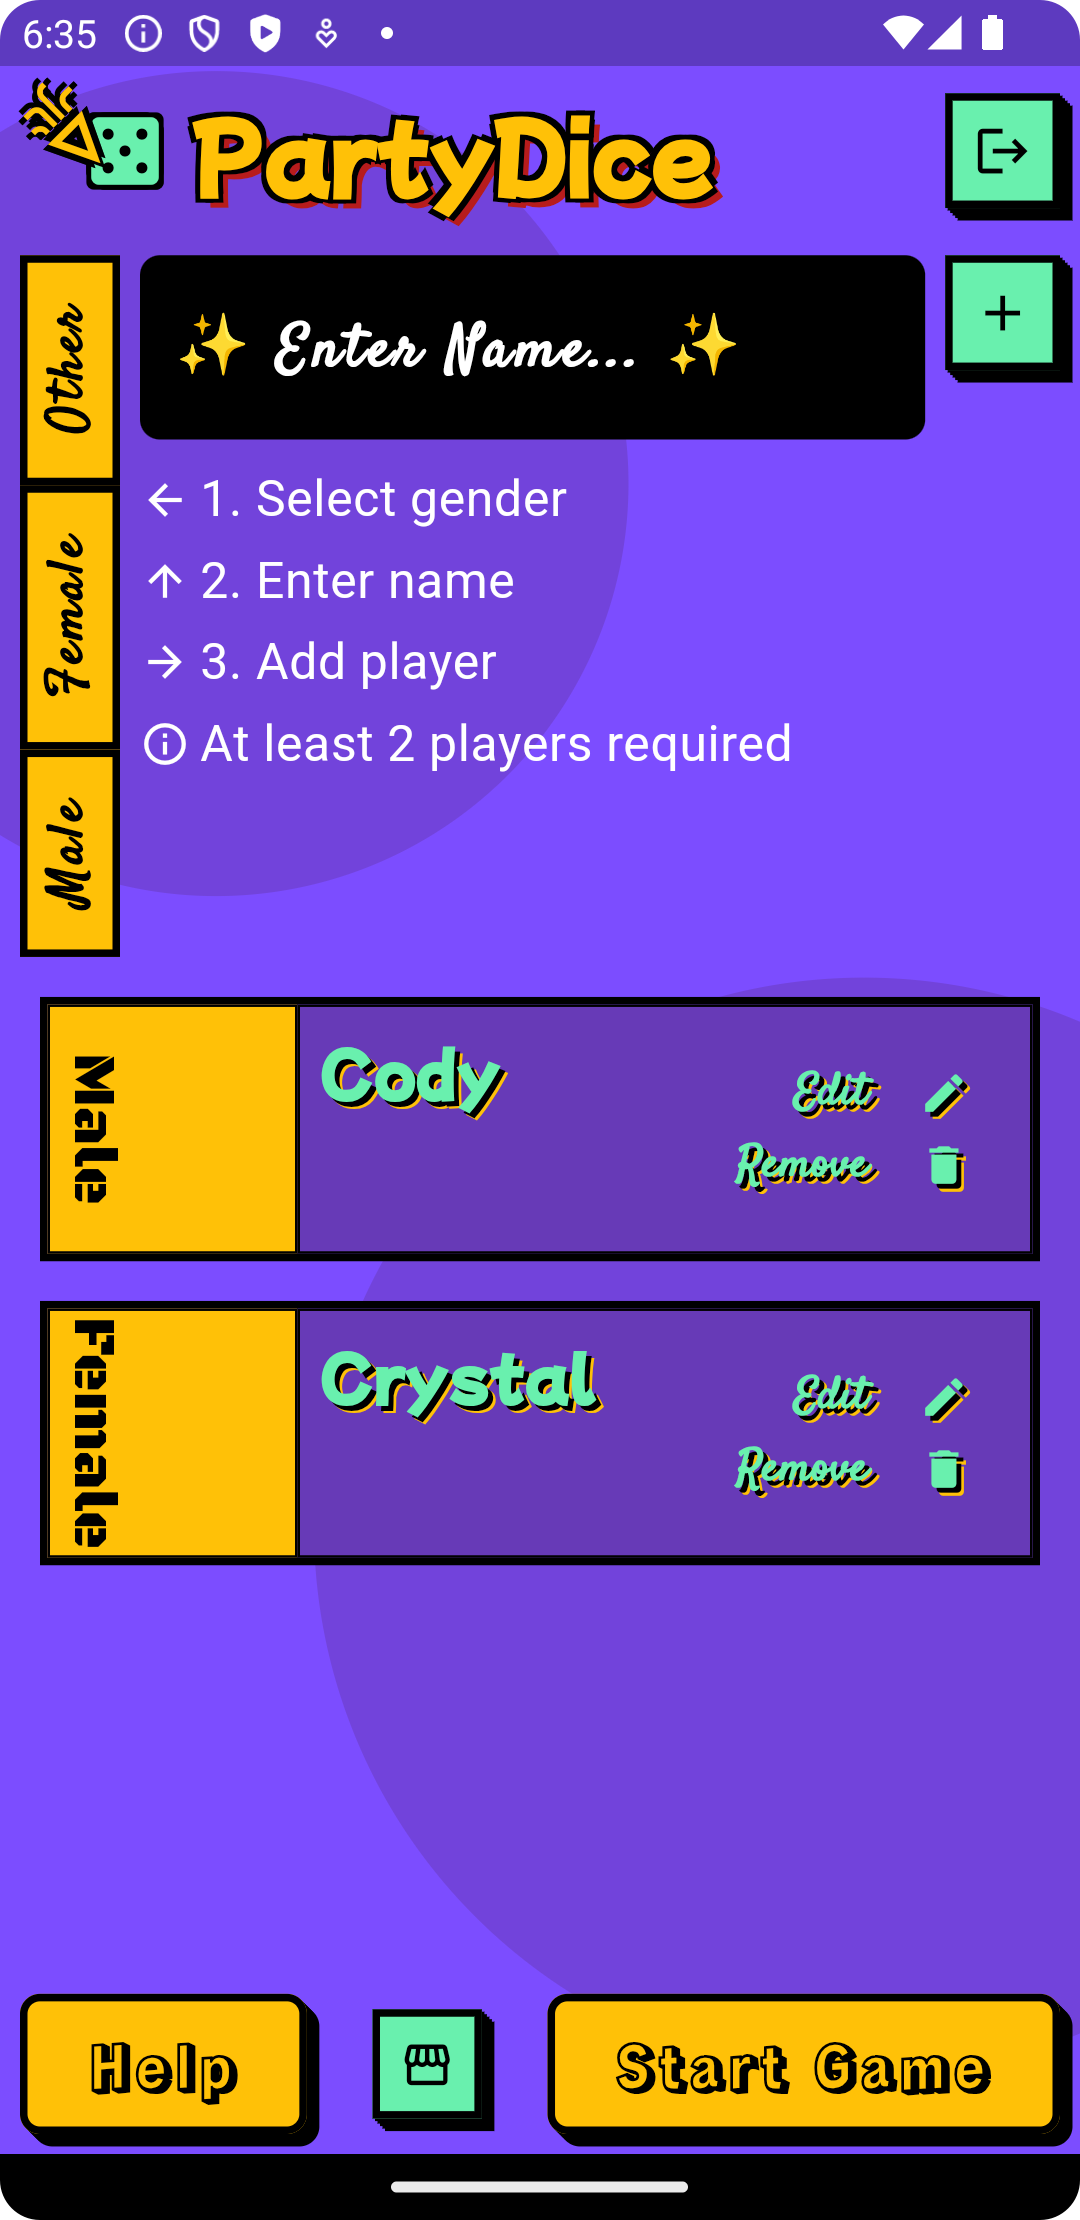 6:35
PartyDice
Other
✨ Enter Name... ✨
Female
Male
← 1. Select gender
↑ 2. Enter name
→ 3. Add player
At least 2 players required
Male
Cody
Edit
Remove
Female
Crystal
Edit
Remove
Help
Start Game